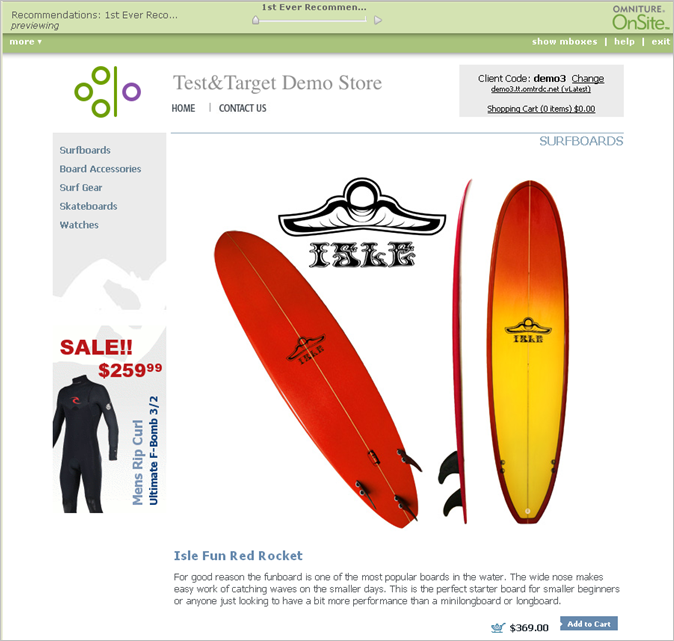 Recommendations: 1st Ever Reco...
previewing
1st Ever Recommen...
OMNITURE®
OnSite™
more ▾
show mboxes | help | exit
Test&Target Demo Store
HOME | CONTACT US
Client Code: demo3 Change
demo3.tt.omtrdc.net (vLatest)
Shopping Cart (0 items) $0.00
Surfboards
Board Accessories
Surf Gear
Skateboards
Watches
SURFBOARDS
ISLE
ISLE
ISLE
SALE!!
$259⁹⁹
Mens Rip Curl
Ultimate F-Bomb 3/2
Isle Fun Red Rocket
For good reason the funboard is one of the most popular boards in the water. The wide nose makes
easy work of catching waves on the smaller days. This is the perfect starter board for smaller beginners
or anyone just looking to have a bit more performance than a minilongboard or longboard.
$369.00 Add to Cart